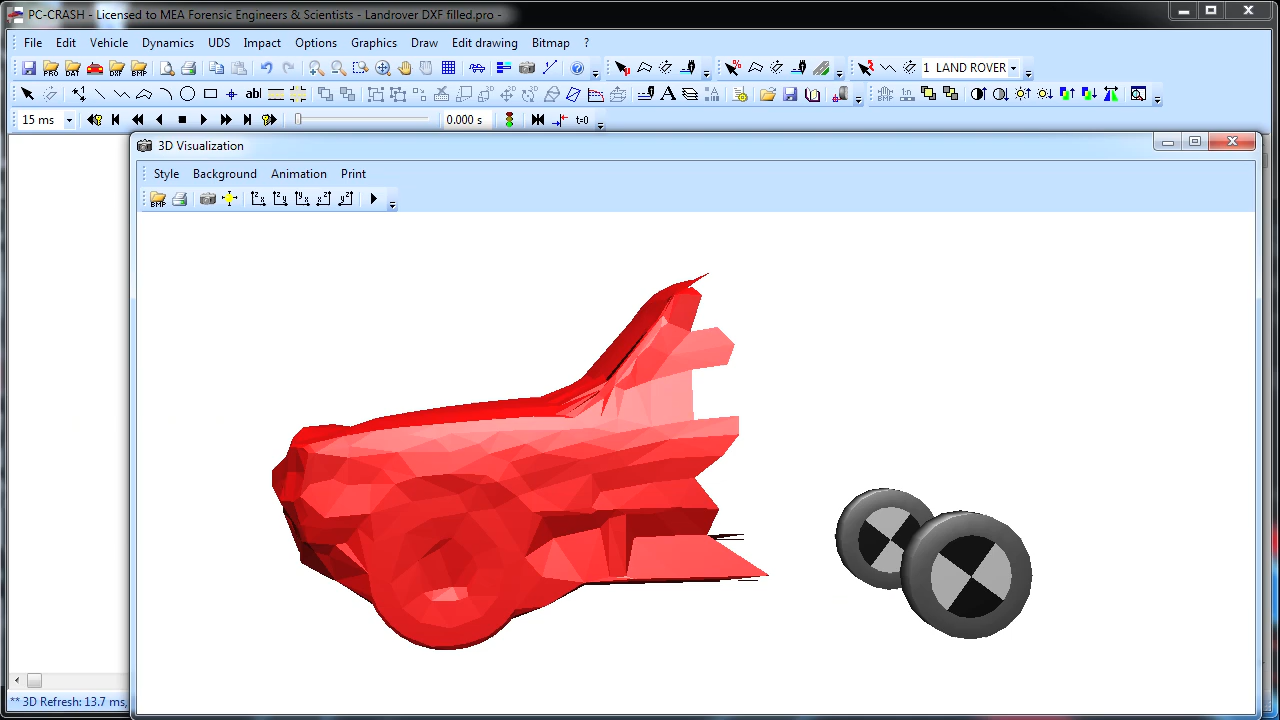 PC-CRASH - Licensed to MEA Forensic Engineers & Scientists - Landrover DXF filled.pro -
File Edit Vehicle Dynamics UDS Impact Options Graphics Draw Edit drawing Bitmap ?
PRO DAT DXF BMP 1 LAND ROVER
abl A
15 ms 0.000 s t=0
3D Visualization
Style Background Animation Print
BMP z x z y y x x z y z
** 3D Refresh: 13.7 ms,